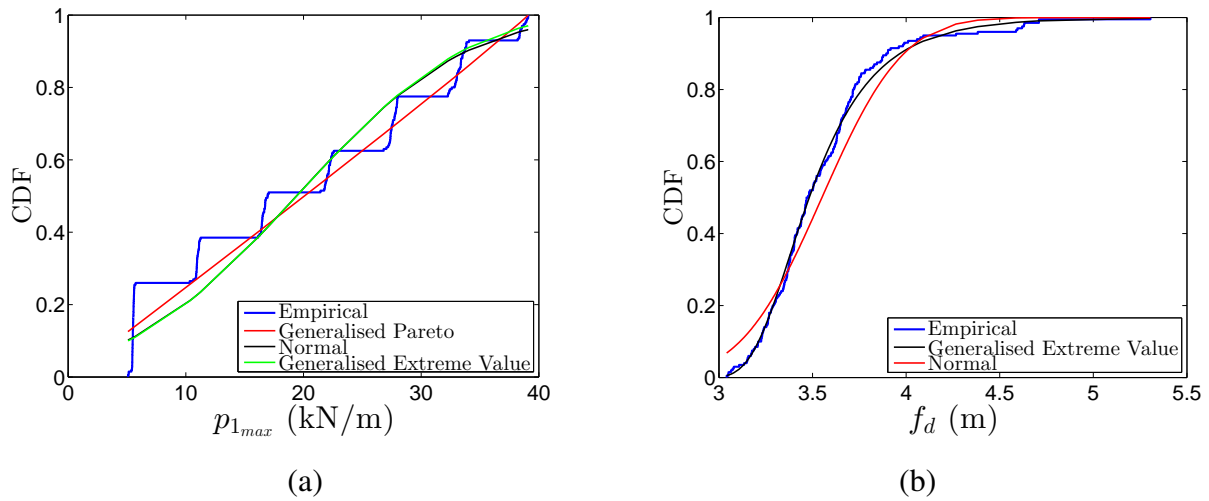 1
0.8
0.6
0.4
0.2
0
CDF
0 10 20 30 40
p1max (kN/m)
Empirical
Generalised Pareto
Normal
Generalised Extreme Value
(a)
1
0.8
0.6
0.4
0.2
0
CDF
3 3.5 4 4.5 5 5.5
fd (m)
Empirical
Generalised Extreme Value
Normal
(b)